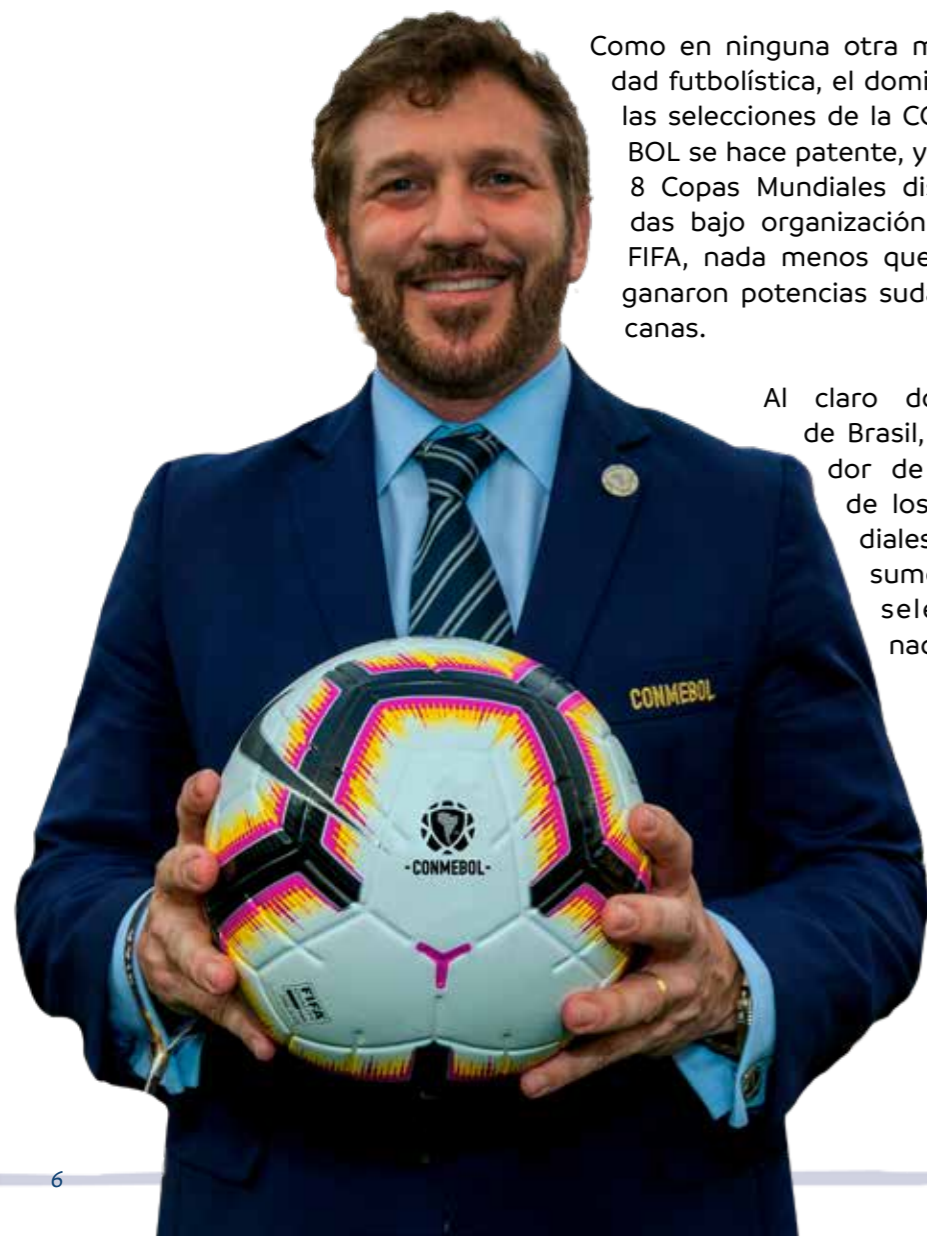 Como en ninguna otra m
dad futbolística, el domi
las selecciones de la CO
BOL se hace patente, y
8 Copas Mundiales dis
das bajo organización
FIFA, nada menos que
ganaron potencias suda
canas.
Al claro do
de Brasil,
dor de
de los
diales
sum
sele
nac
CONMEBOL
-CONMEBOL-
FIFA
6